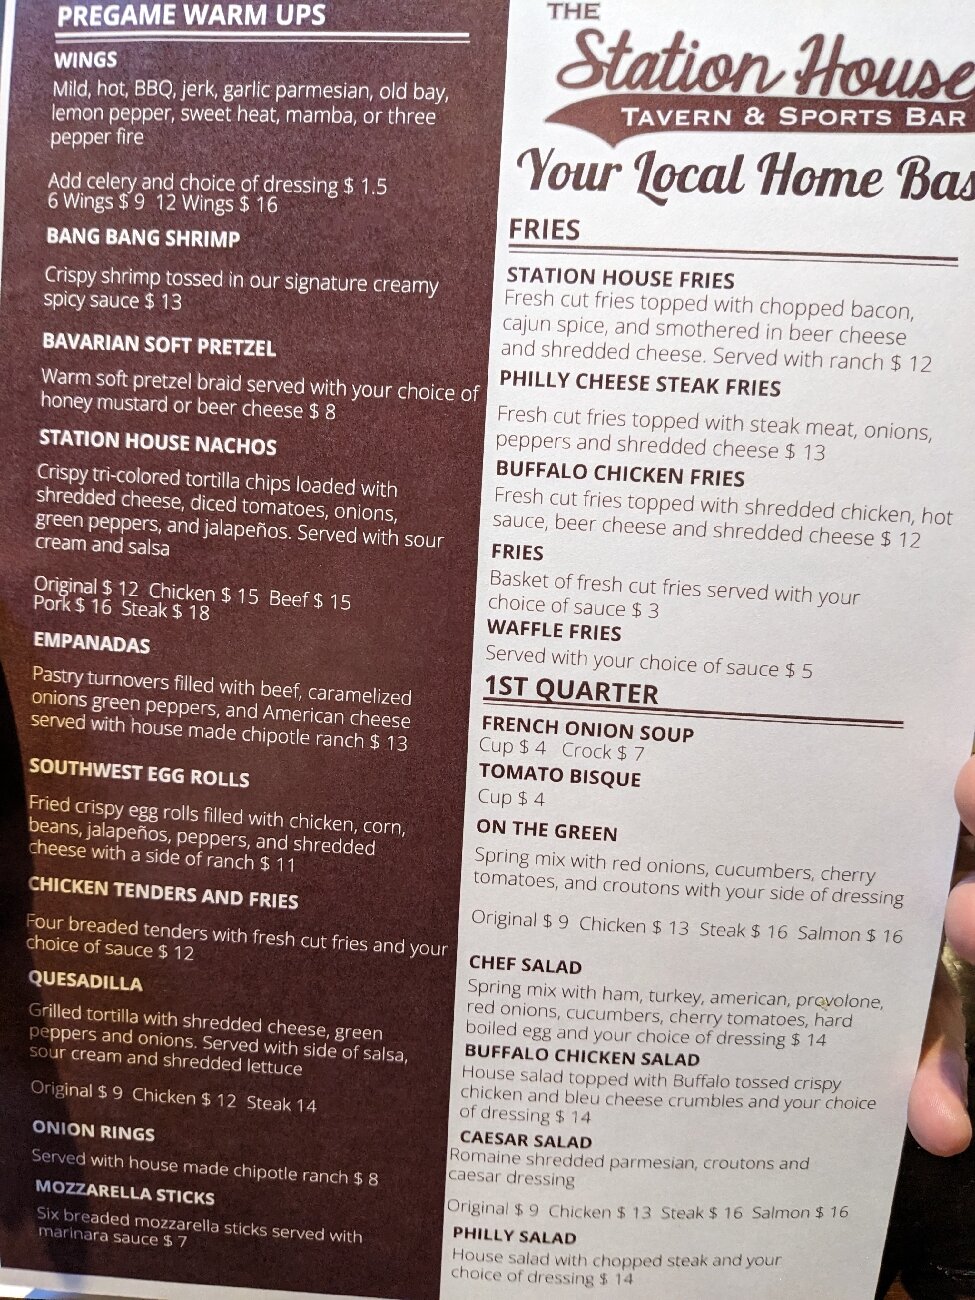 PREGAME WARM UPS
WINGS
Mild, hot, BBQ, jerk, garlic parmesian, old bay,
lemon pepper, sweet heat, mamba, or three
pepper fire
Add celery and choice of dressing $ 1.5
6 Wings $ 9 12 Wings $ 16
BANG BANG SHRIMP
Crispy shrimp tossed in our signature creamy
spicy sauce $ 13
BAVARIAN SOFT PRETZEL
Warm soft pretzel braid served with your choice of
honey mustard or beer cheese $ 8
STATION HOUSE NACHOS
Crispy tri-colored tortilla chips loaded with
shredded cheese, diced tomatoes, onions,
green peppers, and jalapeños. Served with sour
cream and salsa
Original $ 12 Chicken $ 15 Beef $ 15
Pork $ 16 Steak $ 18
EMPANADAS
Pastry turnovers filled with beef, caramelized
onions green peppers, and American cheese
served with house made chipotle ranch $ 13
SOUTHWEST EGG ROLLS
Fried crispy egg rolls filled with chicken, corn,
beans, jalapeños, peppers, and shredded
cheese with a side of ranch $ 11
CHICKEN TENDERS AND FRIES
Four breaded tenders with fresh cut fries and your
choice of sauce $ 12
QUESADILLA
Grilled tortilla with shredded cheese, green
peppers and onions. Served with side of salsa,
sour cream and shredded lettuce
Original $ 9 Chicken $ 12 Steak 14
ONION RINGS
Served with house made chipotle ranch $ 8
MOZZARELLA STICKS
Six breaded mozzarella sticks served with
marinara sauce $ 7
THE
Station House
TAVERN & SPORTS BAR
Your Local Home Bas
FRIES
STATION HOUSE FRIES
Fresh cut fries topped with chopped bacon,
cajun spice, and smothered in beer cheese
and shredded cheese. Served with ranch $ 12
PHILLY CHEESE STEAK FRIES
Fresh cut fries topped with steak meat, onions,
peppers and shredded cheese $ 13
BUFFALO CHICKEN FRIES
Fresh cut fries topped with shredded chicken, hot
sauce, beer cheese and shredded cheese $ 12
FRIES
Basket of fresh cut fries served with your
choice of sauce $ 3
WAFFLE FRIES
Served with your choice of sauce $ 5
1ST QUARTER
FRENCH ONION SOUP
Cup $ 4 Crock $ 7
TOMATO BISQUE
Cup $ 4
ON THE GREEN
Spring mix with red onions, cucumbers, cherry
tomatoes, and croutons with your side of dressing
Original $ 9 Chicken $ 13 Steak $ 16 Salmon $ 16
CHEF SALAD
Spring mix with ham, turkey, american, provolone,
red onions, cucumbers, cherry tomatoes, hard
boiled egg and your choice of dressing $ 14
BUFFALO CHICKEN SALAD
House salad topped with Buffalo tossed crispy
chicken and bleu cheese crumbles and your choice
of dressing $ 14
CAESAR SALAD
Romaine shredded parmesian, croutons and
caesar dressing
Original $ 9 Chicken $ 13 Steak $ 16 Salmon $ 16
PHILLY SALAD
House salad with chopped steak and your
choice of dressing $ 14